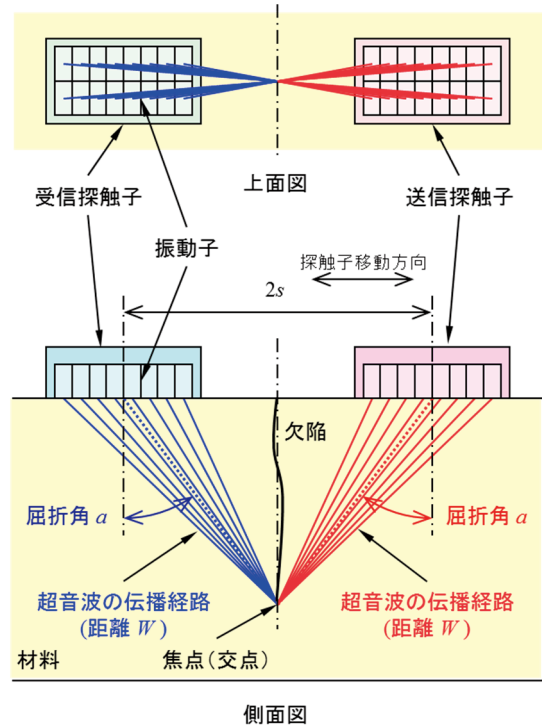 上面図
受信探触子
送信探触子
振動子
探触子移動方向
2s
欠陥
屈折角 a
屈折角 a
超音波の伝播経路
(距離 W )
超音波の伝播経路
(距離 W )
材料
焦点(交点)
側面図